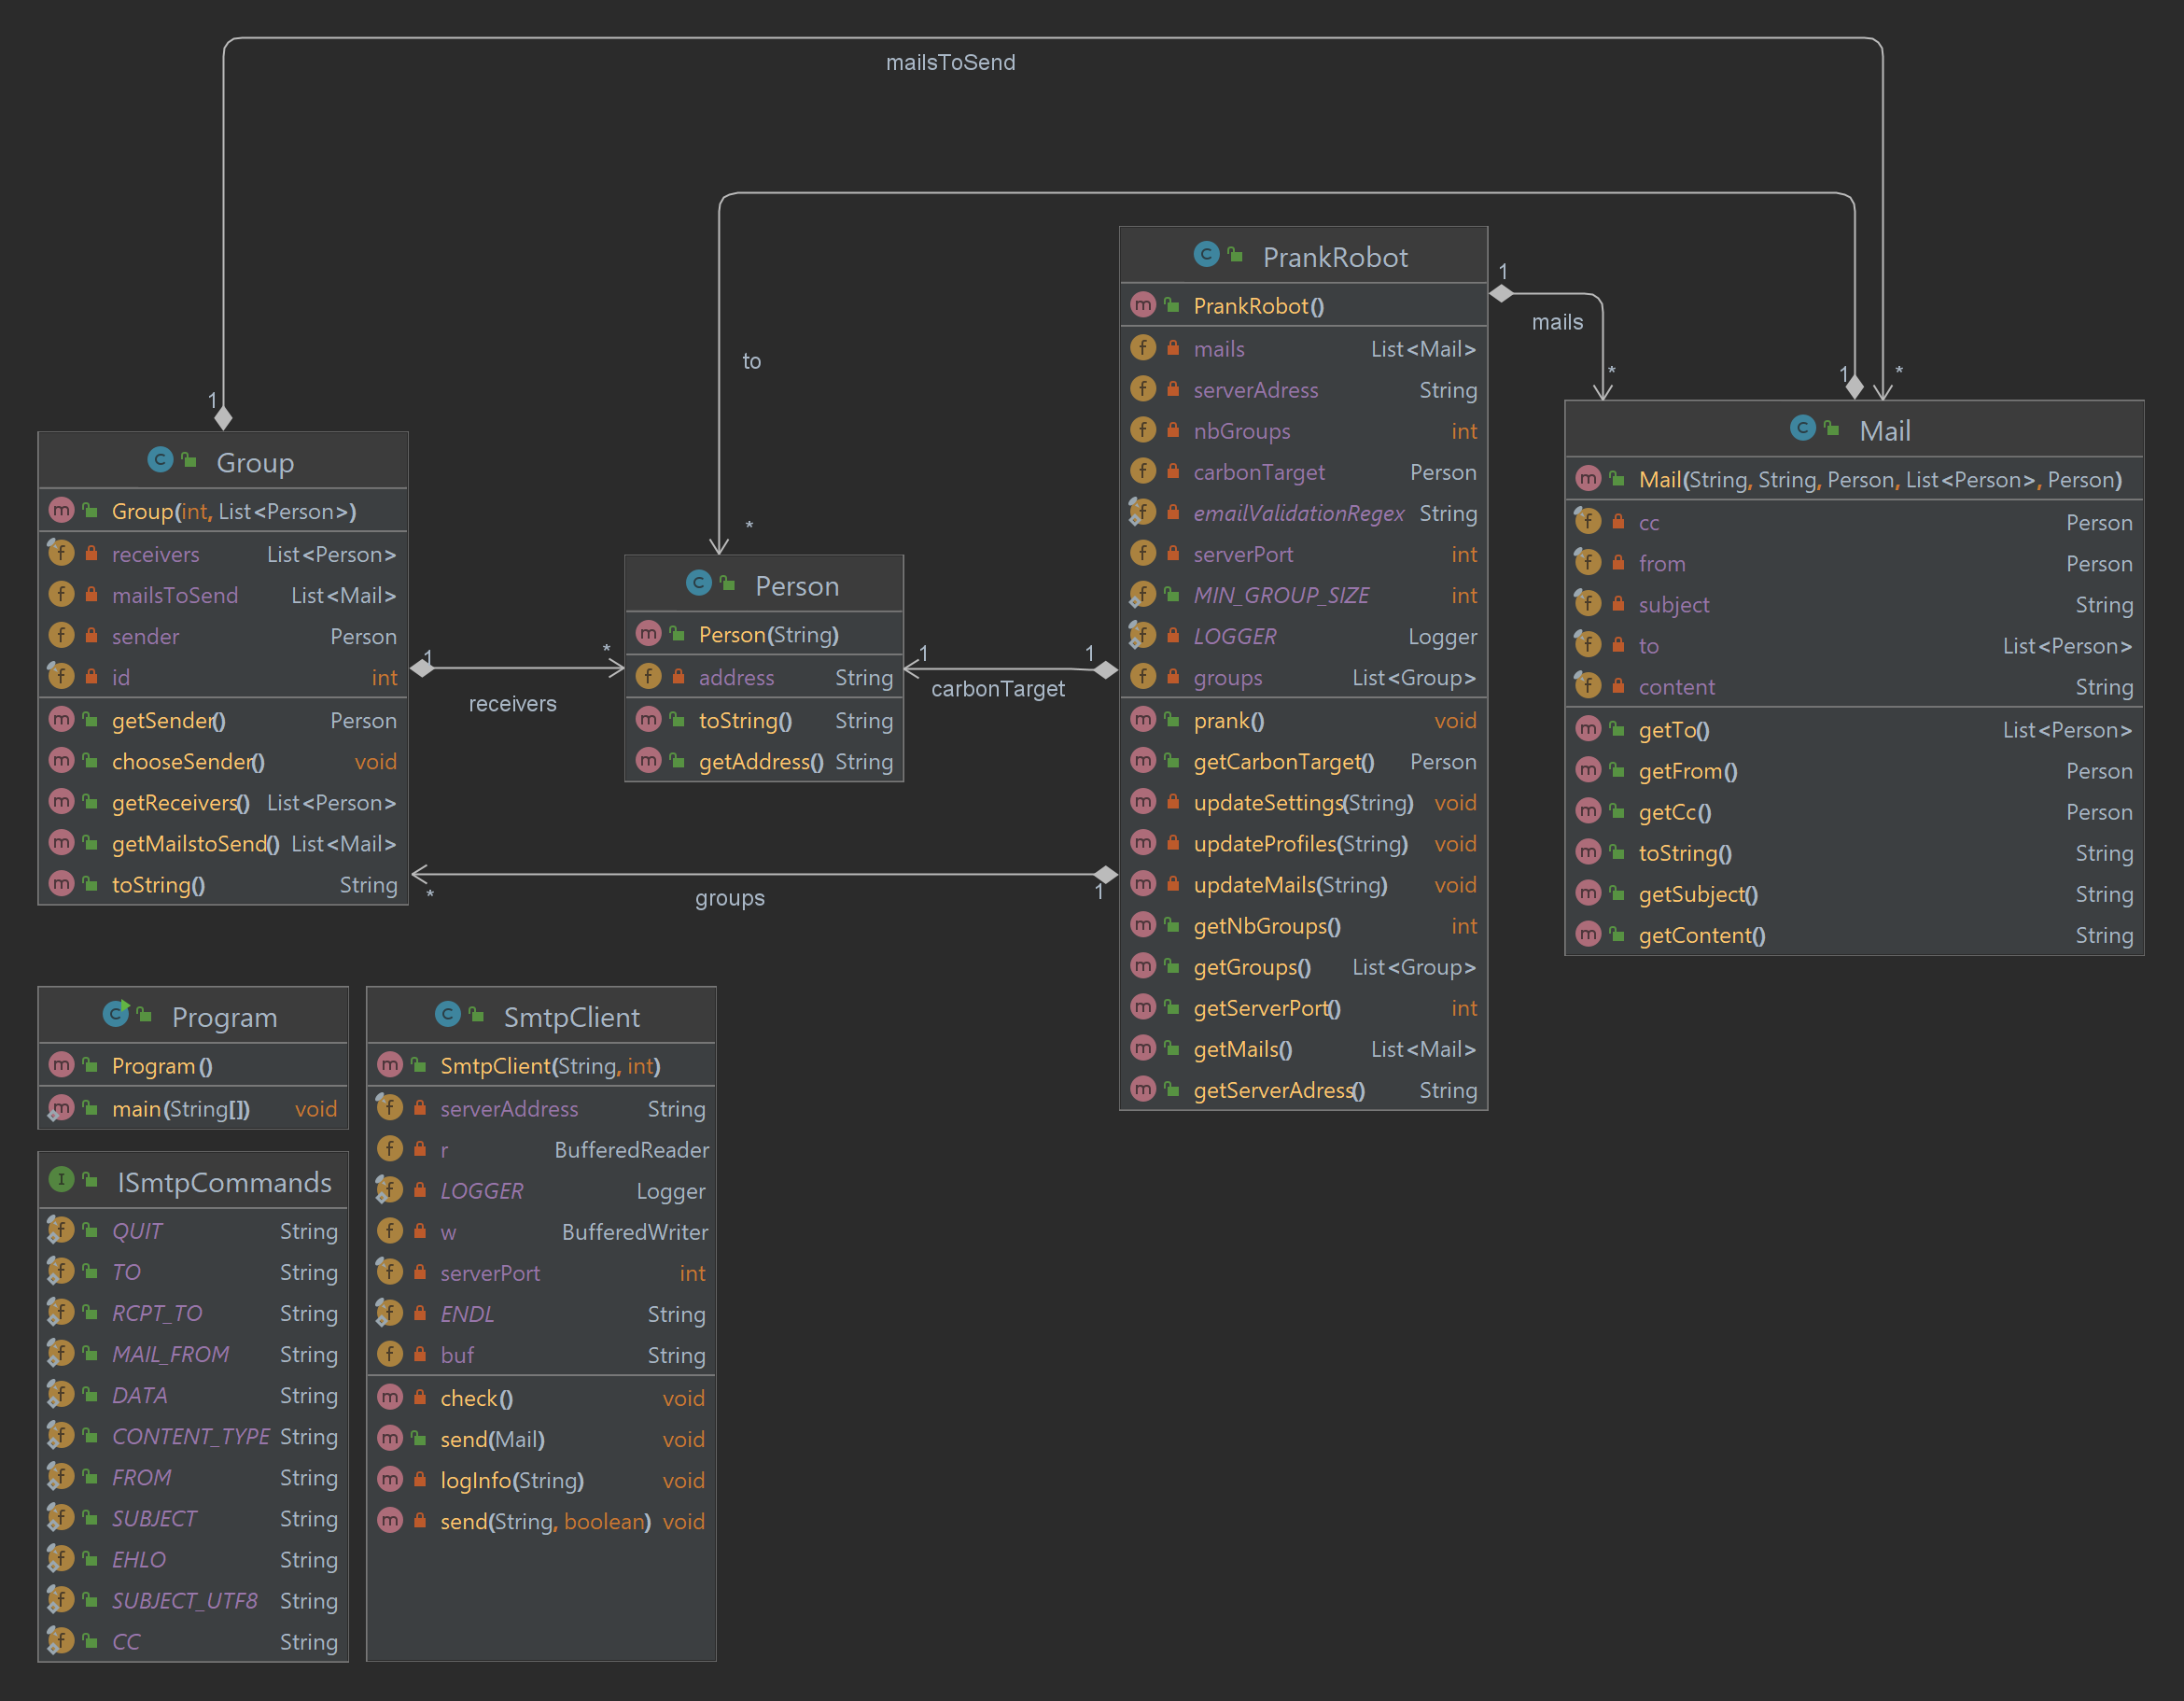 mailsToSend
to
1
*
1
*
1
*
1
mails
*
PrankRobot
PrankRobot()
mails List<Mail>
serverAdress String
nbGroups int
carbonTarget Person
emailValidationRegex String
serverPort int
MIN_GROUP_SIZE int
LOGGER Logger
groups List<Group>
prank() void
getCarbonTarget() Person
updateSettings(String) void
updateProfiles(String) void
updateMails(String) void
getNbGroups() int
getGroups() List<Group>
getServerPort() int
getMails() List<Mail>
getServerAdress() String
Mail
Mail(String, String, Person, List<Person>, Person)
cc Person
from Person
subject String
to List<Person>
content String
getTo() List<Person>
getFrom() Person
getCc() Person
toString() String
getSubject() String
getContent() String
Group
Group(int, List<Person>)
receivers List<Person>
mailsToSend List<Mail>
sender Person
id int
getSender() Person
chooseSender() void
getReceivers() List<Person>
getMailstoSend() List<Mail>
toString() String
1
receivers
Person
Person(String)
address String
toString() String
getAddress() String
1
carbonTarget
1
*
groups
1
Program
Program()
main(String[]) void
ISmtpCommands
QUIT String
TO String
RCPT_TO String
MAIL_FROM String
DATA String
CONTENT_TYPE String
FROM String
SUBJECT String
EHLO String
SUBJECT_UTF8 String
CC String
SmtpClient
SmtpClient(String, int)
serverAddress String
r BufferedReader
LOGGER Logger
w BufferedWriter
serverPort int
ENDL String
buf String
check() void
send(Mail) void
logInfo(String) void
send(String, boolean) void